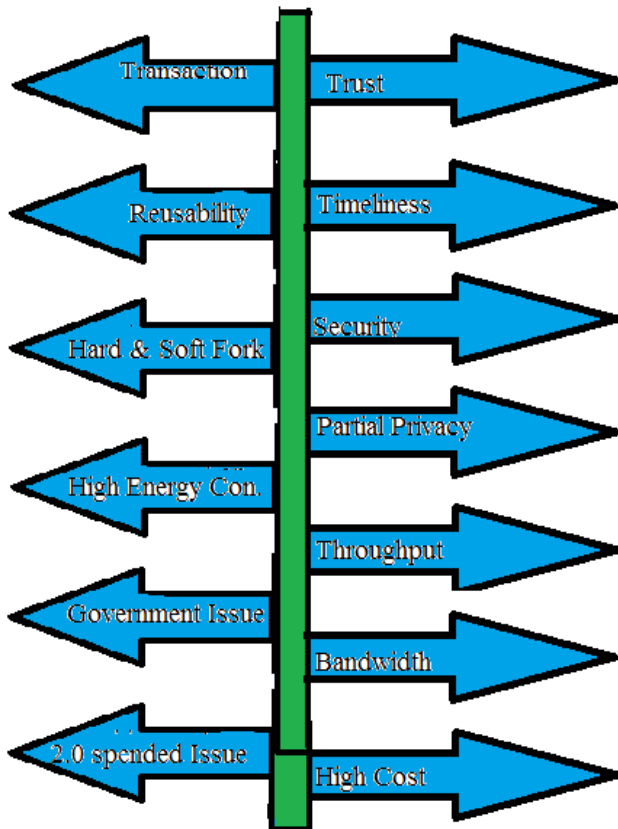 Transaction
Trust
Reusability
Timeliness
Hard & Soft Fork
Security
Partial Privacy
High Energy Con.
Throughput
Government Issue
Bandwidth
2.0 spended Issue
High Cost